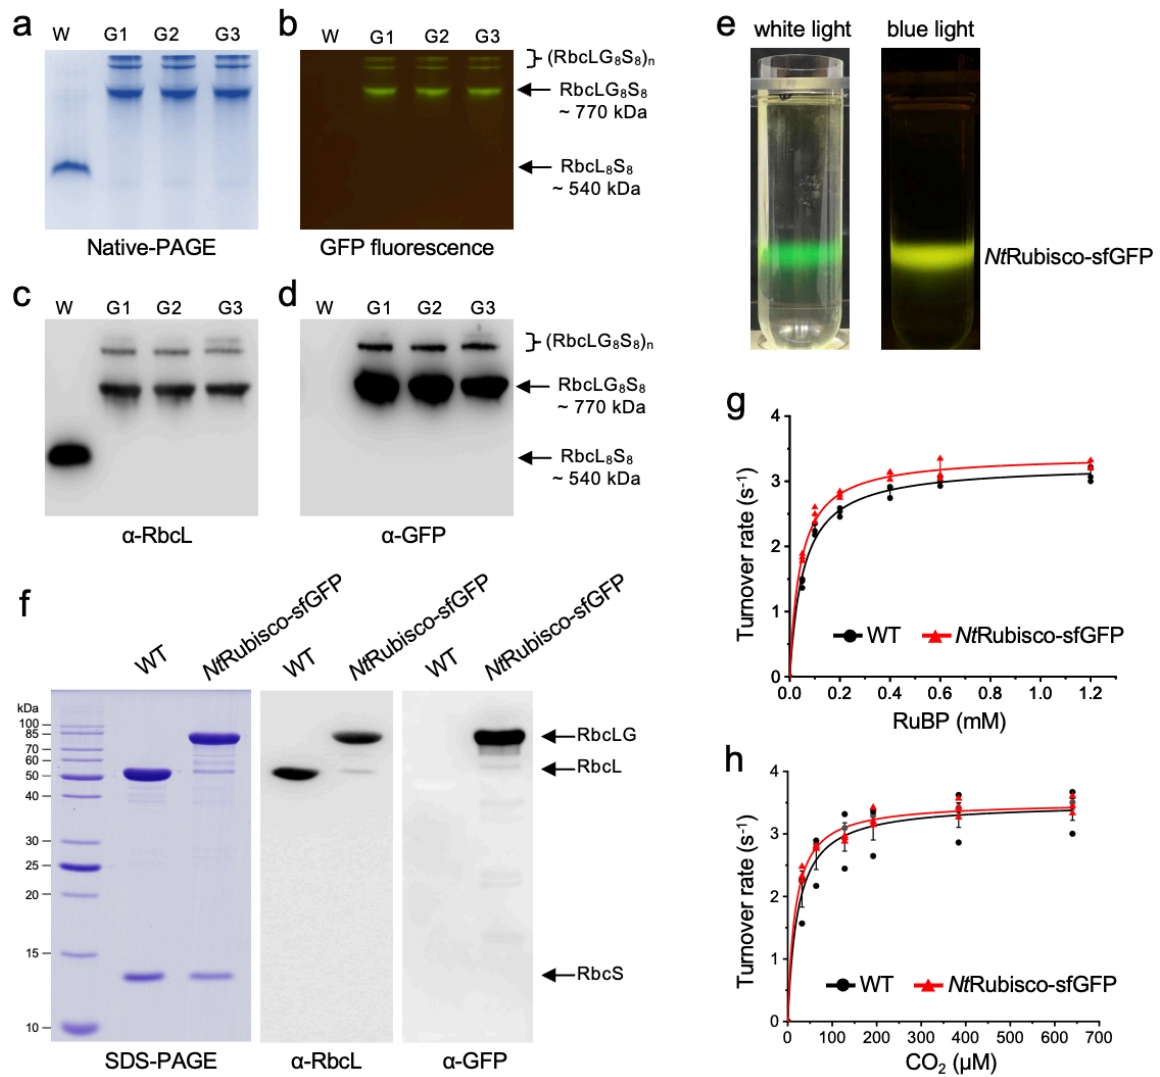 a
W G1 G2 G3
Native-PAGE
b
W G1 G2 G3
(RbcLG₈S₈)ₙ
RbcLG₈S₈
~ 770 kDa
RbcL₈S₈
~ 540 kDa
GFP fluorescence
c
W G1 G2 G3
α-RbcL
d
W G1 G2 G3
(RbcLG₈S₈)ₙ
RbcLG₈S₈
~ 770 kDa
RbcL₈S₈
~ 540 kDa
α-GFP
e
white light blue light
NtRubisco-sfGFP
f
WT NtRubisco-sfGFP WT NtRubisco-sfGFP WT NtRubisco-sfGFP
kDa
100
85
70
60
50
40
30
25
20
15
10
RbcLG
RbcL
RbcS
SDS-PAGE α-RbcL α-GFP
g
Turnover rate (s⁻¹)
4
3
2
1
0
WT NtRubisco-sfGFP
0.0 0.2 0.4 0.6 0.8 1.0 1.2
RuBP (mM)
h
Turnover rate (s⁻¹)
4
3
2
1
0
WT NtRubisco-sfGFP
0 100 200 300 400 500 600 700
CO₂ (µM)